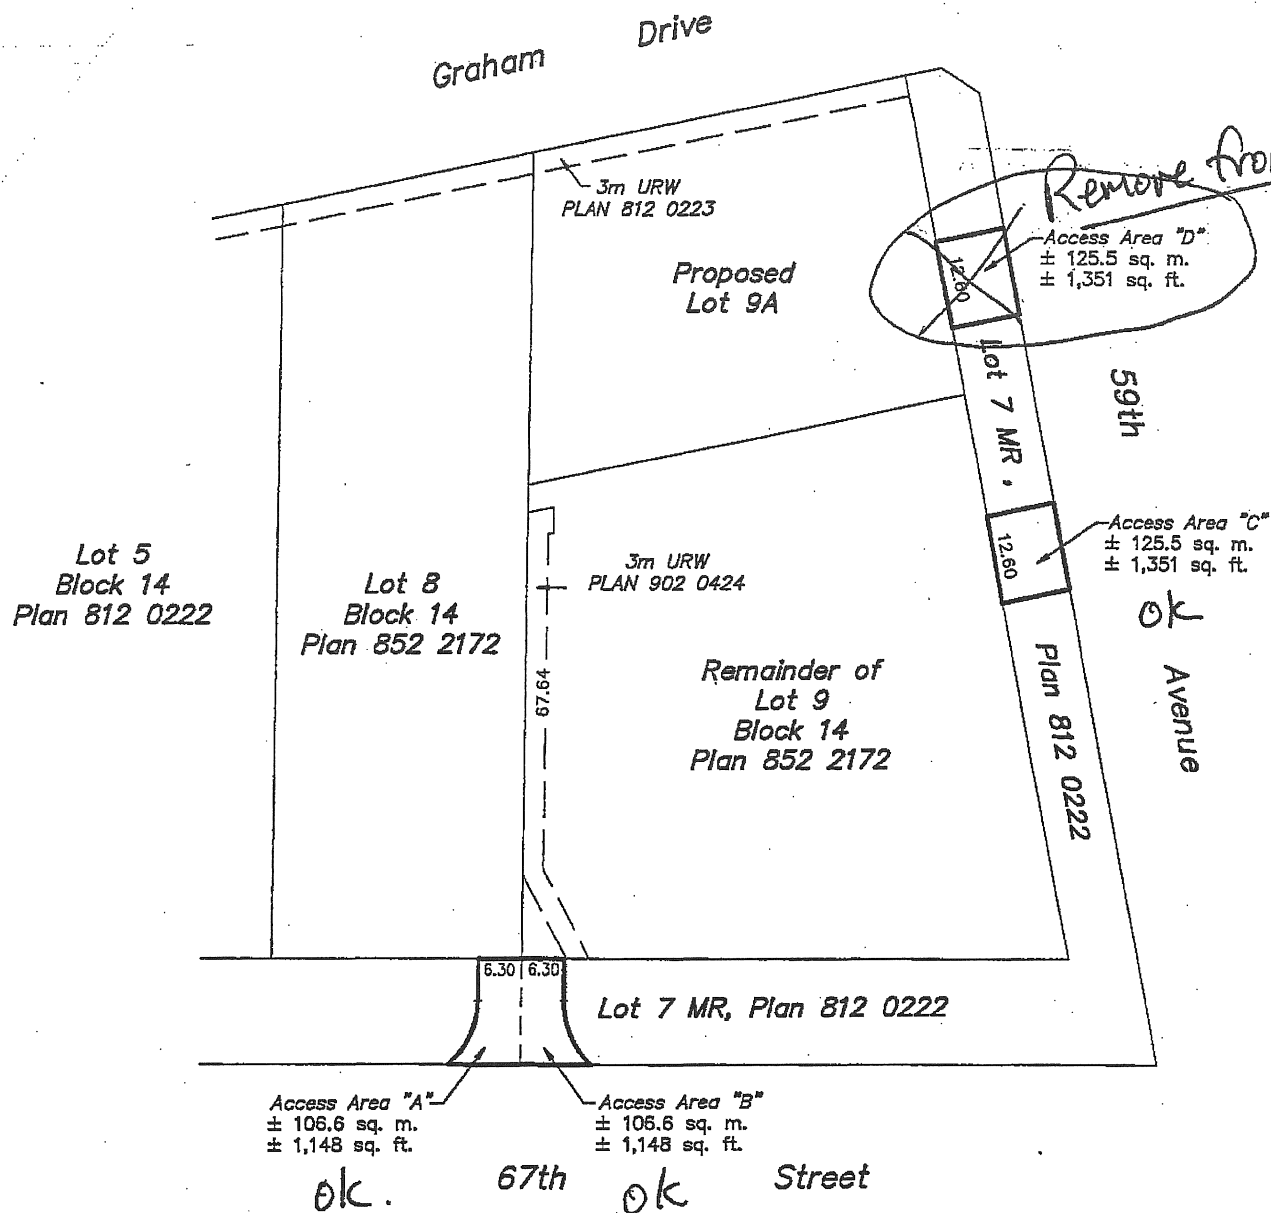 Graham Drive
3m URW
PLAN 812 0223
Remove from
Access Area "D"
± 125.5 sq. m.
± 1,351 sq. ft.
12.60
Proposed
Lot 9A
Lot 7 MR,
59th
Avenue
Access Area "C"
± 125.5 sq. m.
± 1,351 sq. ft.
12.60
ok
Lot 5
Block 14
Plan 812 0222
Lot 8
Block 14
Plan 852 2172
3m URW
PLAN 902 0424
67.64
Remainder of
Lot 9
Block 14
Plan 852 2172
Plan 812 0222
6.30 6.30
Lot 7 MR, Plan 812 0222
Access Area "A"
± 106.6 sq. m.
± 1,148 sq. ft.
ok.
Access Area "B"
± 106.6 sq. m.
± 1,148 sq. ft.
ok
67th Street